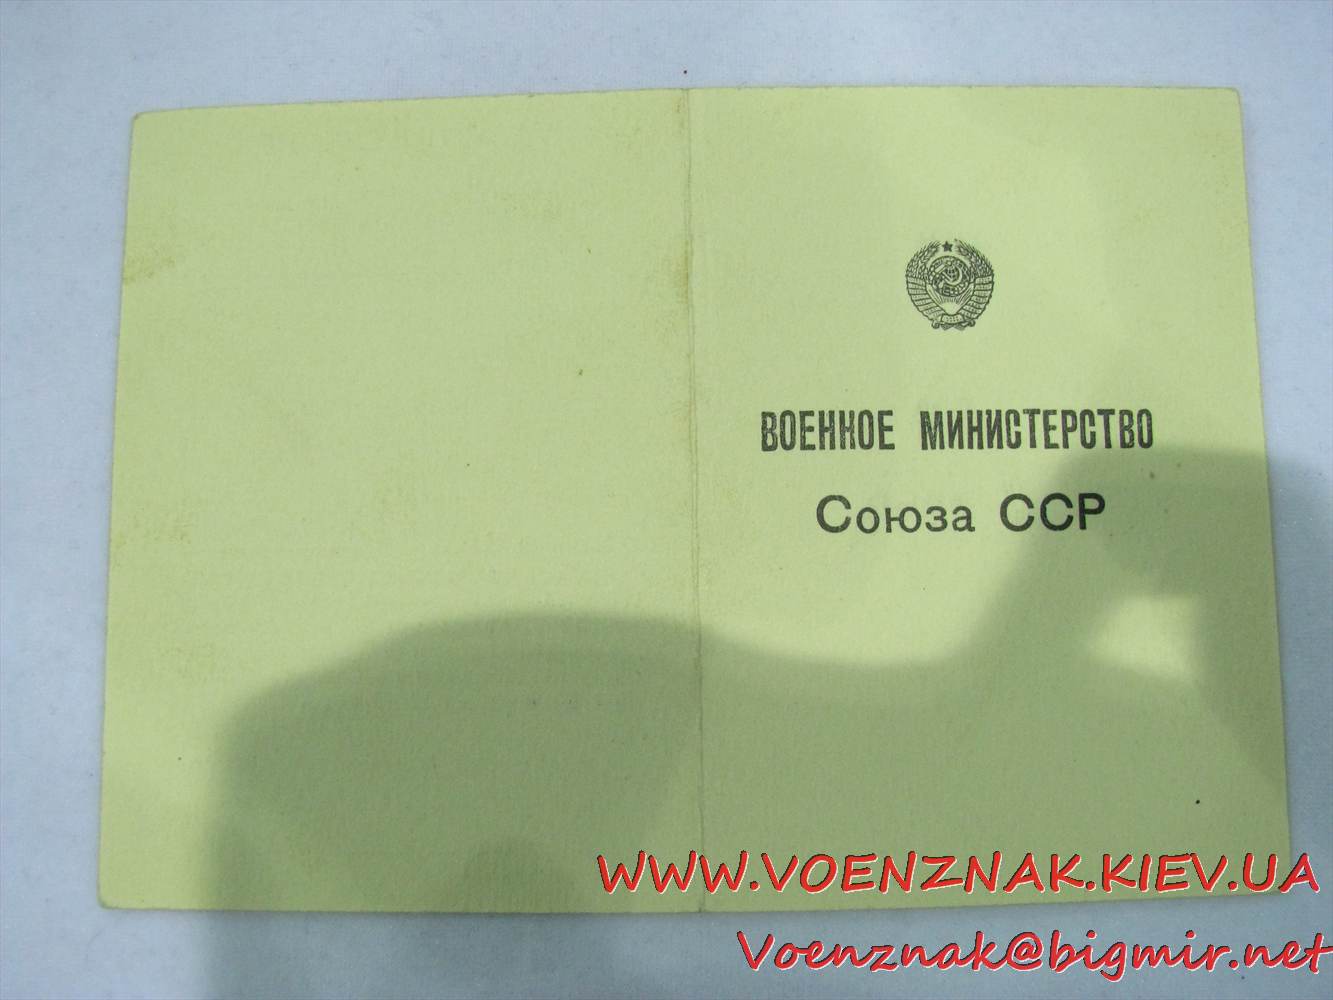 ВОЕННОЕ МИНИСТЕРСТВО
Союза ССР
WWW.VOENZNAK.KIEV.UA
Voenznak@bigmir.net